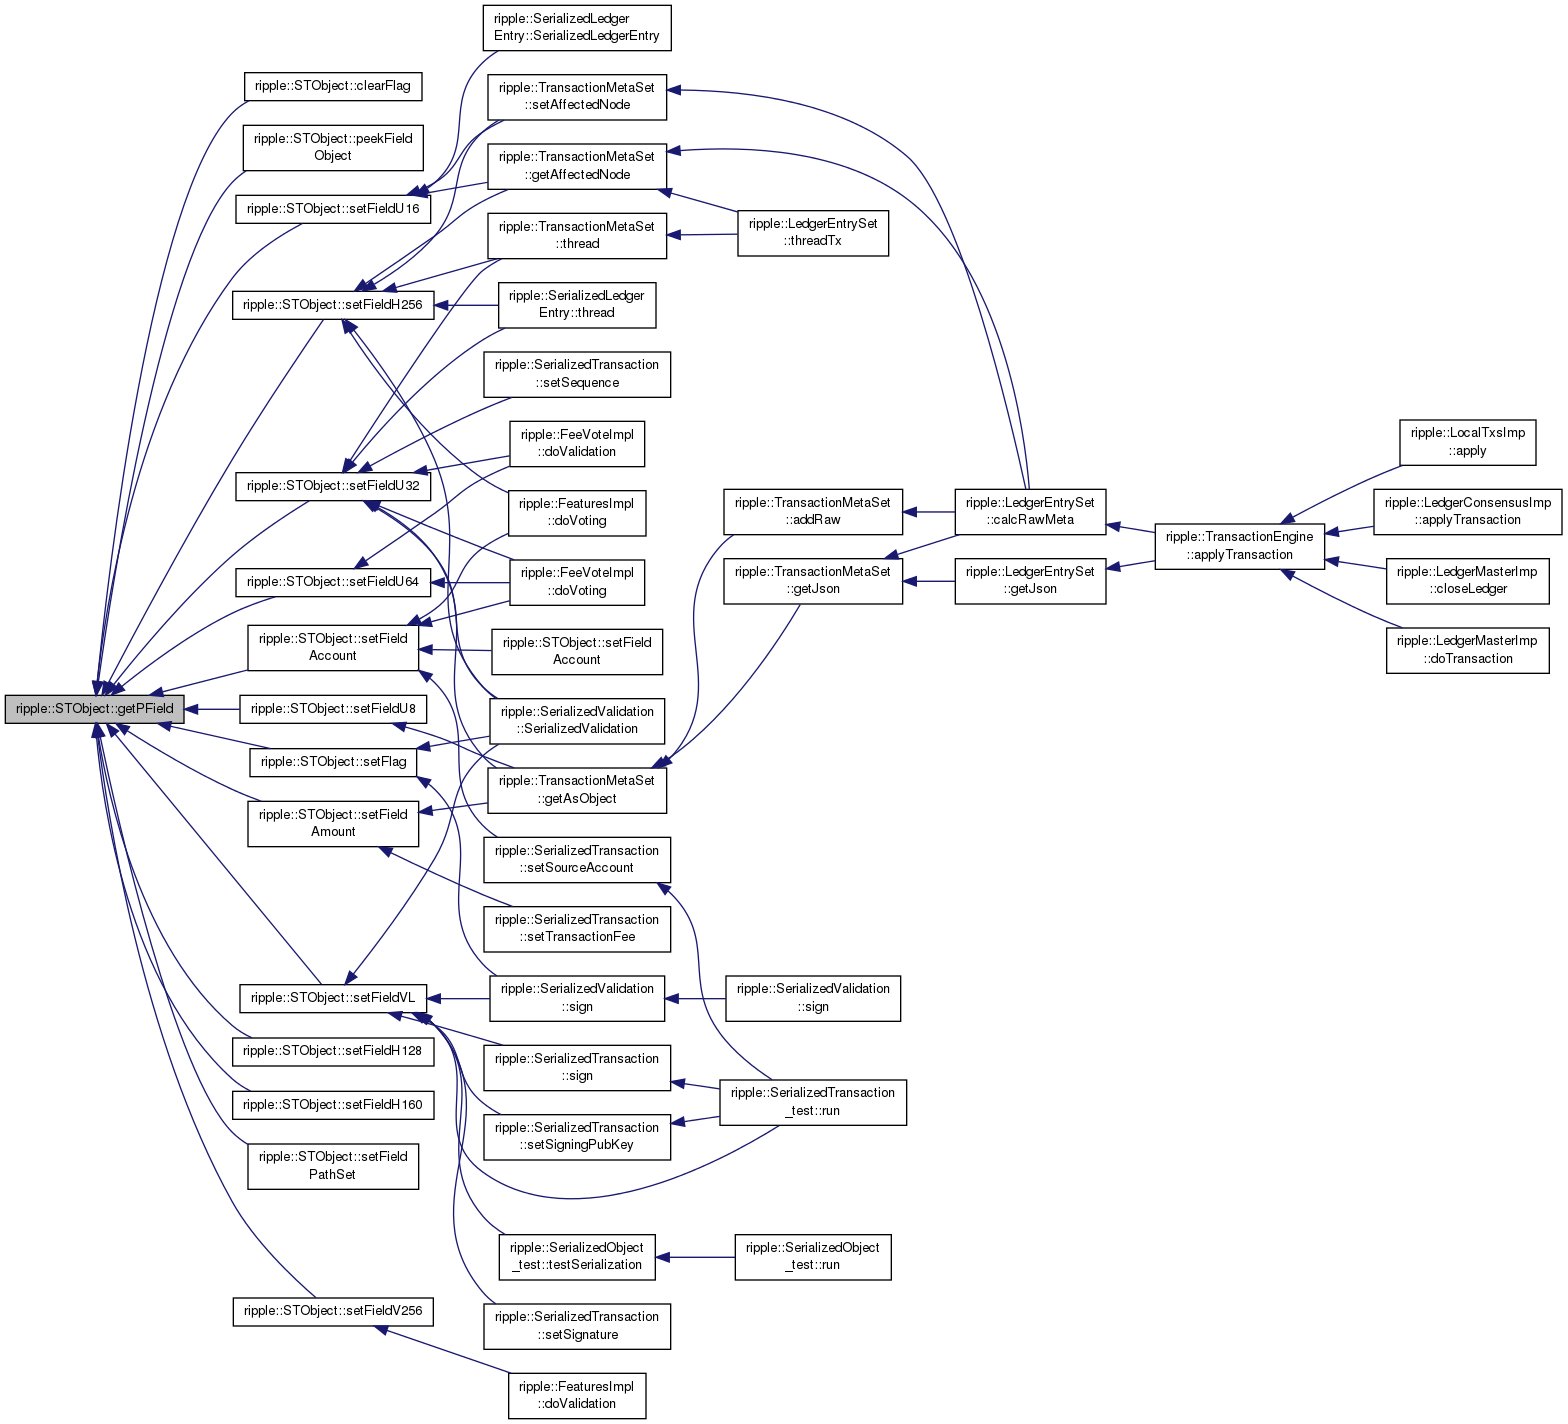 ripple::SerializedLedger
Entry::SerializedLedgerEntry
ripple::STObject::clearFlag
ripple::TransactionMetaSet
::setAffectedNode
ripple::STObject::peekField
Object
ripple::TransactionMetaSet
::getAffectedNode
ripple::STObject::setFieldU16
ripple::TransactionMetaSet
::thread
ripple::LedgerEntrySet
::threadTx
ripple::STObject::setFieldH256
ripple::SerializedLedger
Entry::thread
ripple::SerializedTransaction
::setSequence
ripple::FeeVoteImpl
::doValidation
ripple::LocalTxsImp
::apply
ripple::STObject::setFieldU32
ripple::FeaturesImpl
::doVoting
ripple::TransactionMetaSet
::addRaw
ripple::LedgerEntrySet
::calcRawMeta
ripple::LedgerConsensusImp
::applyTransaction
ripple::TransactionEngine
::applyTransaction
ripple::STObject::setFieldU64
ripple::FeeVoteImpl
::doVoting
ripple::TransactionMetaSet
::getJson
ripple::LedgerEntrySet
::getJson
ripple::LedgerMasterImp
::closeLedger
ripple::STObject::setField
Account
ripple::STObject::setField
Account
ripple::LedgerMasterImp
::doTransaction
ripple::STObject::getPField
ripple::STObject::setFieldU8
ripple::SerializedValidation
::SerializedValidation
ripple::STObject::setFlag
ripple::TransactionMetaSet
::getAsObject
ripple::STObject::setField
Amount
ripple::SerializedTransaction
::setSourceAccount
ripple::SerializedTransaction
::setTransactionFee
ripple::STObject::setFieldVL
ripple::SerializedValidation
::sign
ripple::SerializedValidation
::sign
ripple::STObject::setFieldH128
ripple::SerializedTransaction
::sign
ripple::STObject::setFieldH160
ripple::SerializedTransaction
_test::run
ripple::SerializedTransaction
::setSigningPubKey
ripple::STObject::setField
PathSet
ripple::SerializedObject
_test::testSerialization
ripple::SerializedObject
_test::run
ripple::STObject::setFieldV256
ripple::SerializedTransaction
::setSignature
ripple::FeaturesImpl
::doValidation